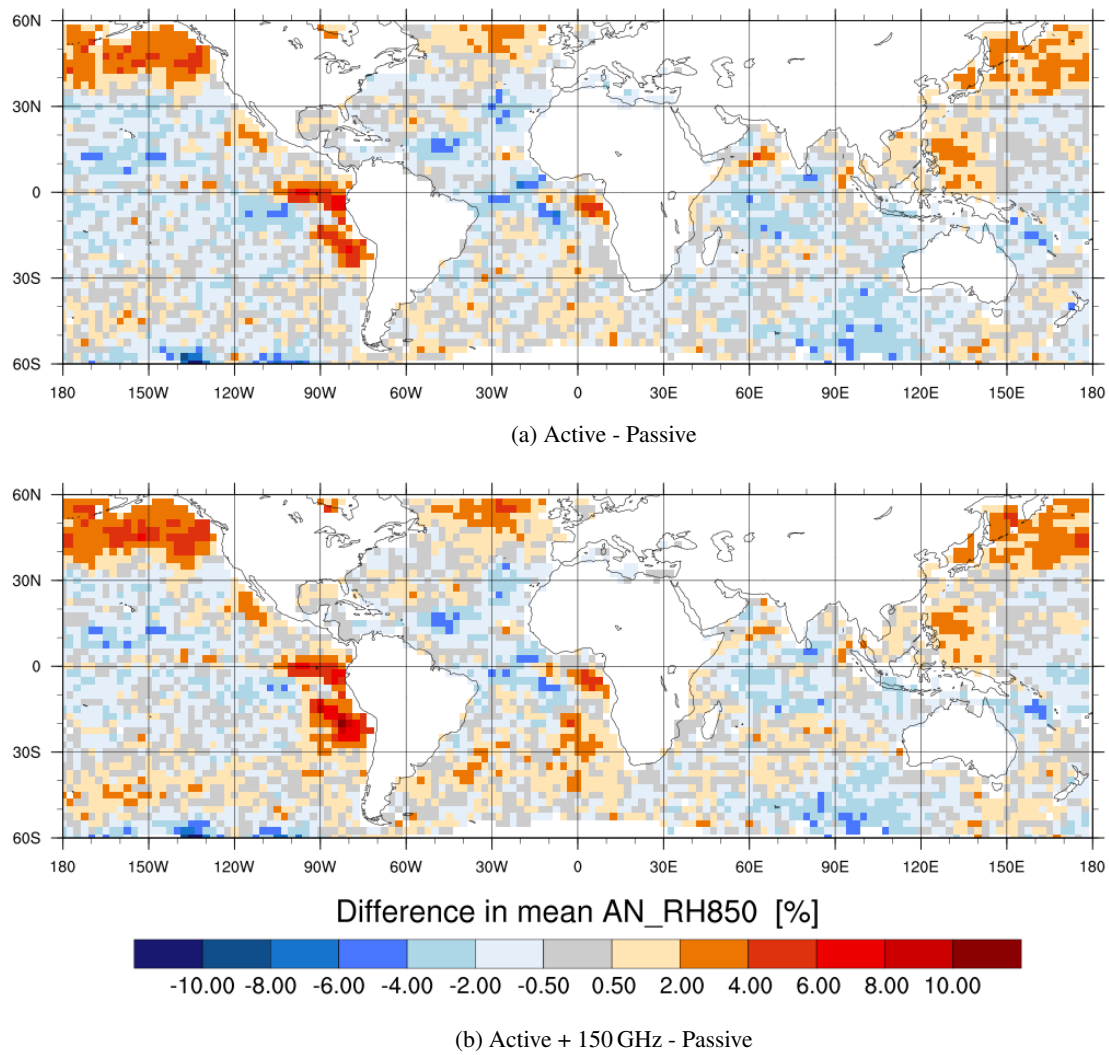 60N
30N
0
30S
60S
180 150W 120W 90W 60W 30W 0 30E 60E 90E 120E 150E 180
(a) Active - Passive
60N
30N
0
30S
60S
180 150W 120W 90W 60W 30W 0 30E 60E 90E 120E 150E 180
Difference in mean AN_RH850 [%]
-10.00 -8.00 -6.00 -4.00 -2.00 -0.50 0.50 2.00 4.00 6.00 8.00 10.00
(b) Active + 150 GHz - Passive